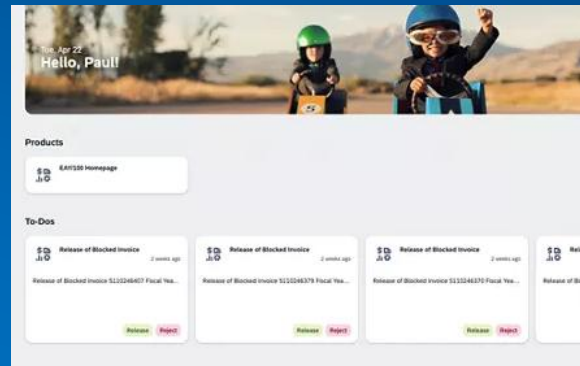 Tue, Apr 22
Hello, Paul!
Products
Homepage
To-Dos
Release of Blocked Invoice
2 weeks ago
Release of Blocked Invoice 5110246407 Fiscal Yea...
Release Reject
Release of Blocked Invoice
2 weeks ago
Release of Blocked Invoice 5110246379 Fiscal Yea...
Release Reject
Release of Blocked Invoice
2 weeks ago
Release of Blocked Invoice 5110246370 Fiscal Yea...
Release Reject
Release of Bl